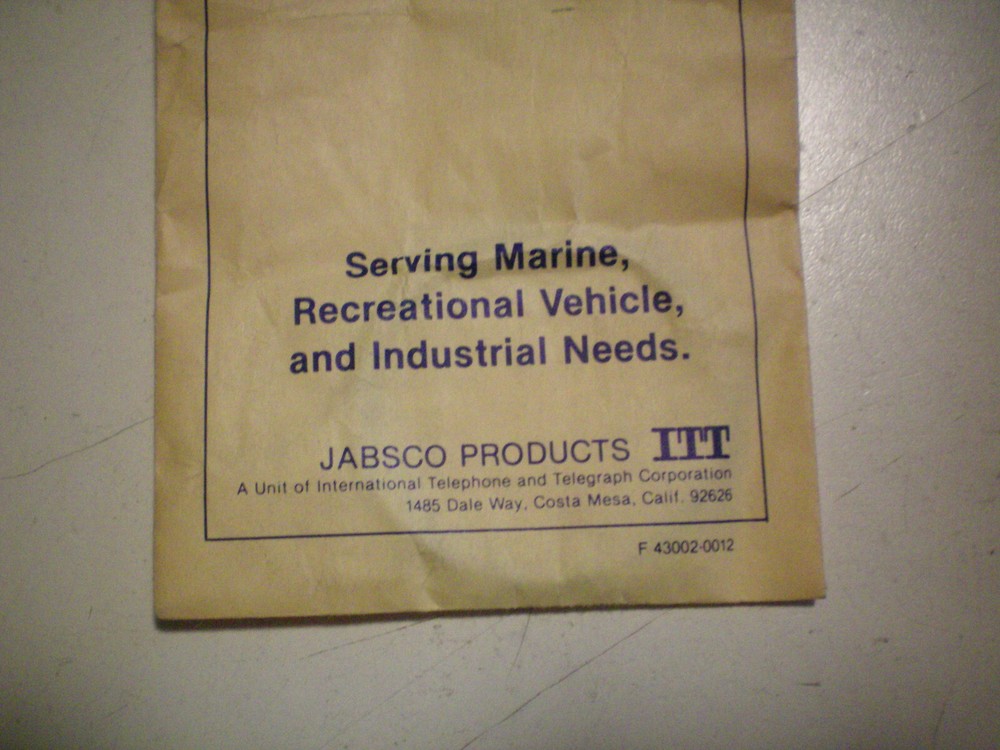 Serving Marine,
Recreational Vehicle,
and Industrial Needs.
JABSCO PRODUCTS ITT
A Unit of International Telephone and Telegraph Corporation
1485 Dale Way, Costa Mesa, Calif. 92626
F 43002-0012